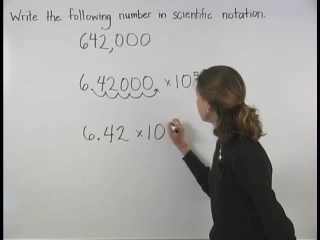 Write the following number in scientific notation.
642,000
6.42000. ×10⁵
6.42 ×10